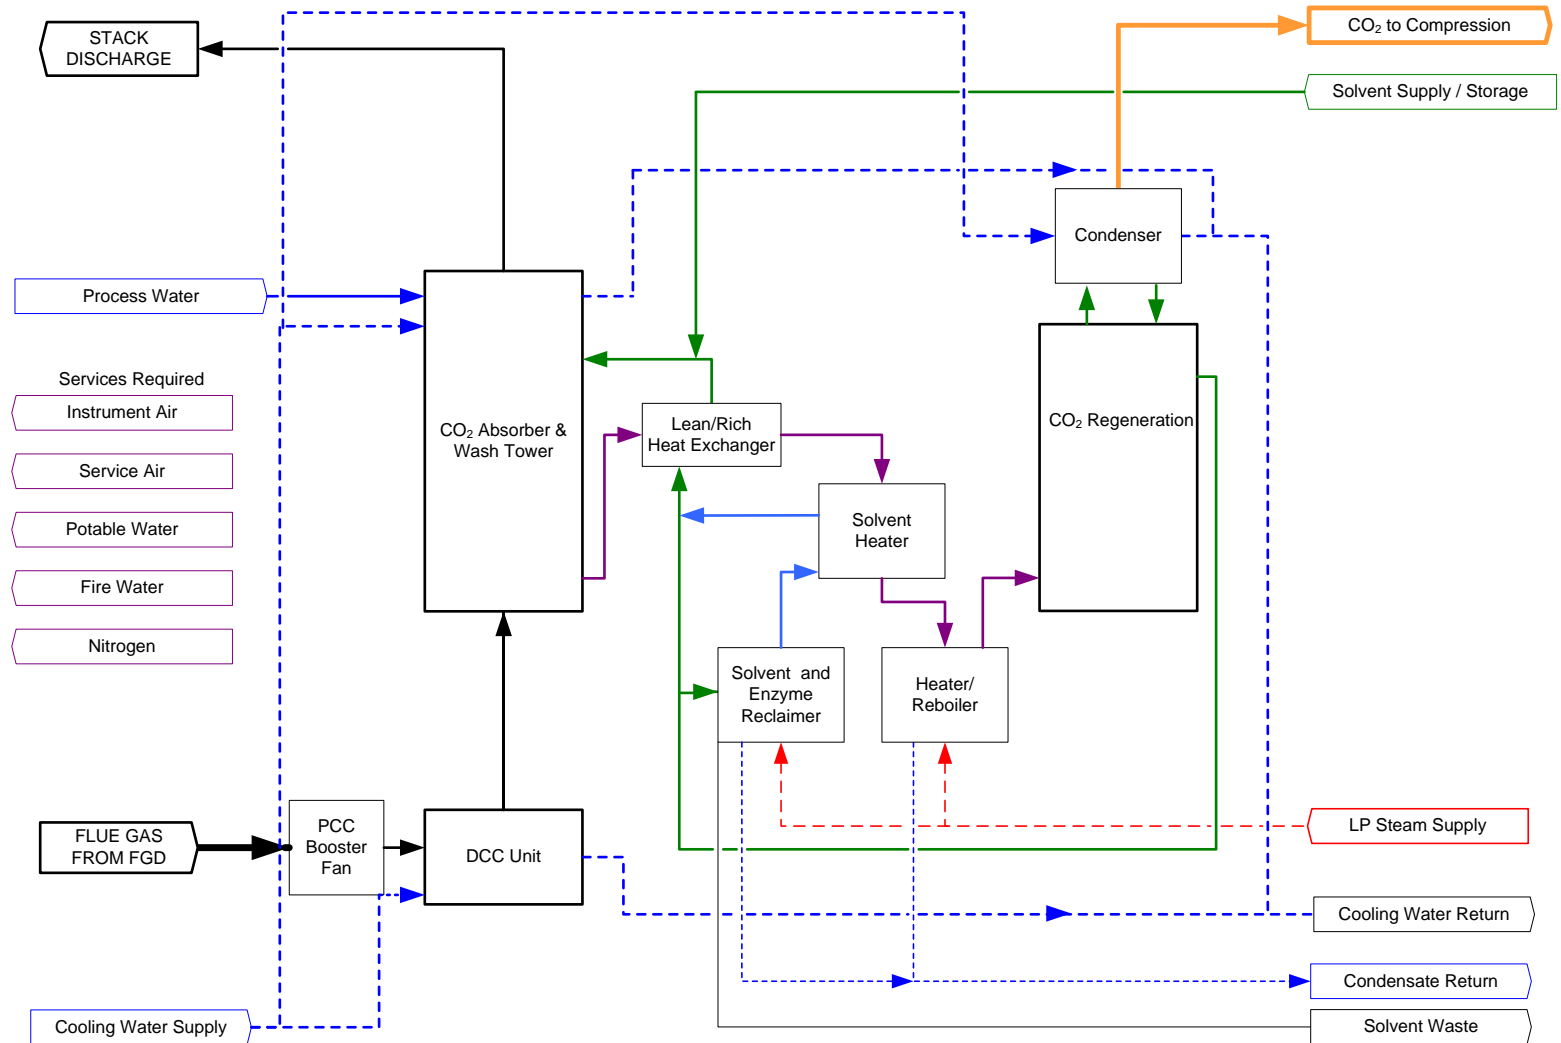 STACK
DISCHARGE
CO₂ to Compression
Solvent Supply / Storage
Condenser
Process Water
Services Required
Instrument Air
Service Air
Potable Water
Fire Water
Nitrogen
CO₂ Absorber &
Wash Tower
Lean/Rich
Heat Exchanger
CO₂ Regeneration
Solvent
Heater
Solvent and
Enzyme
Reclaimer
Heater/
Reboiler
FLUE GAS
FROM FGD
PCC
Booster
Fan
DCC Unit
LP Steam Supply
Cooling Water Return
Condensate Return
Cooling Water Supply
Solvent Waste